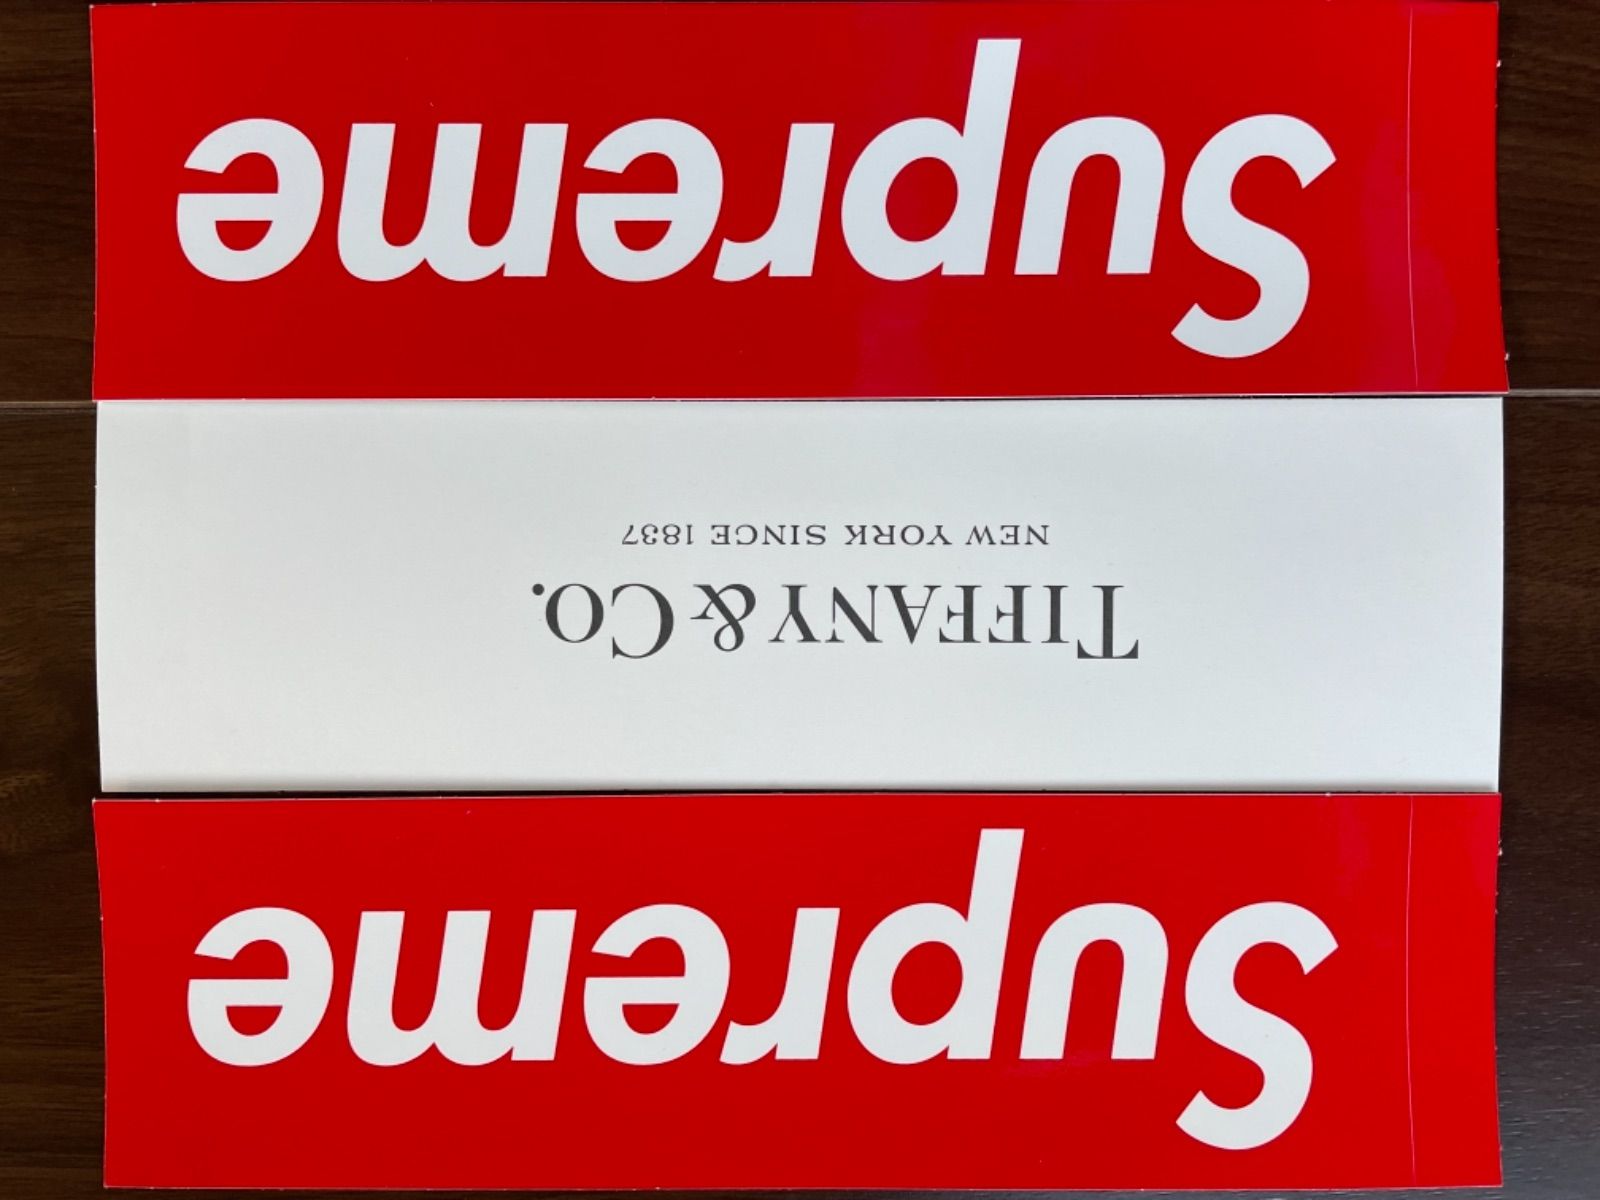 Supreme
TIFFANY & CO.
NEW YORK SINCE 1837
Supreme